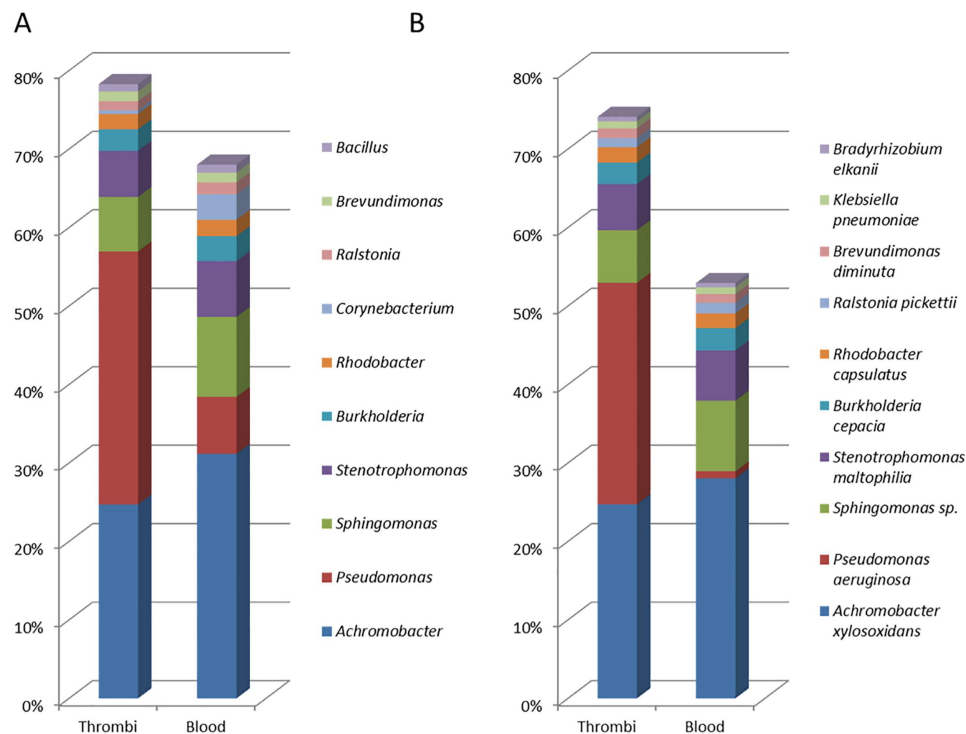 A
80%
70%
60%
50%
40%
30%
20%
10%
0%
Thrombi
Blood
Bacillus
Brevundimonas
Ralstonia
Corynebacterium
Rhodobacter
Burkholderia
Stenotrophomonas
Sphingomonas
Pseudomonas
Achromobacter
B
80%
70%
60%
50%
40%
30%
20%
10%
0%
Thrombi
Blood
Bradyrhizobium
elkanii
Klebsiella
pneumoniae
Brevundimonas
diminuta
Ralstonia pickettii
Rhodobacter
capsulatus
Burkholderia
cepacia
Stenotrophomonas
maltophilia
Sphingomonas sp.
Pseudomonas
aeruginosa
Achromobacter
xylosoxidans